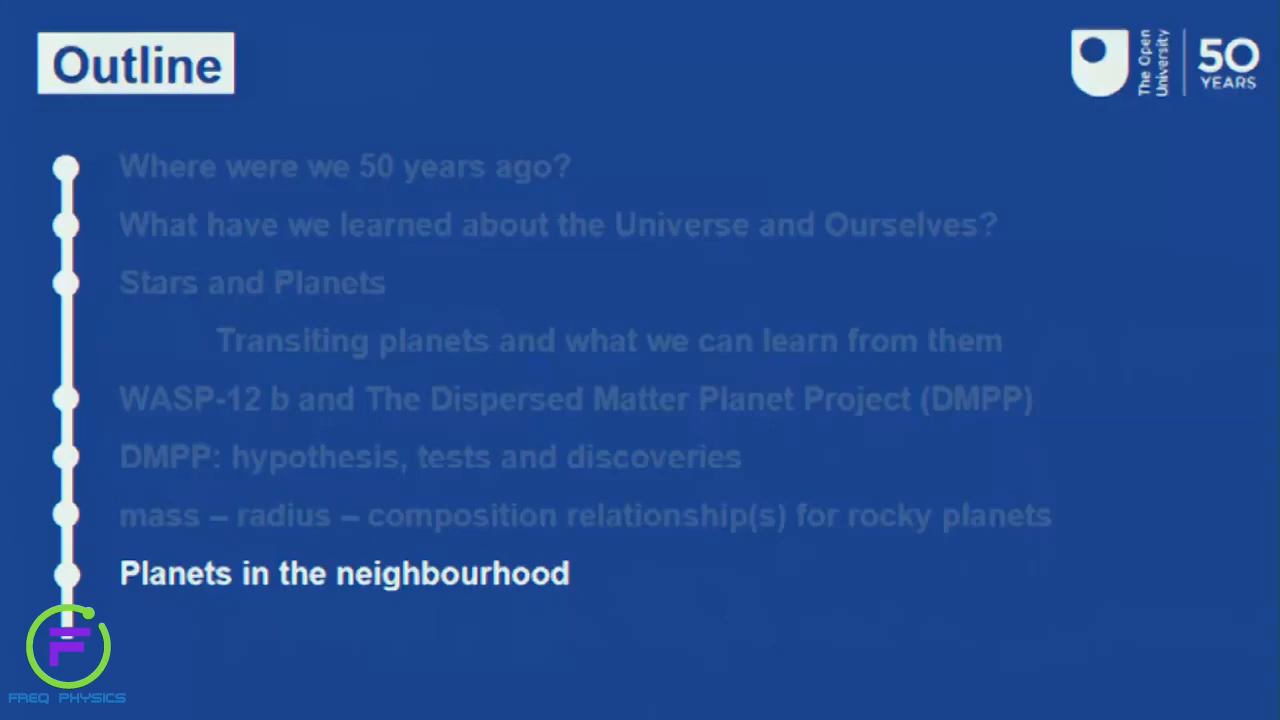 Outline
The Open
University
50
YEARS
Where were we 50 years ago?
What have we learned about the Universe and Ourselves?
Stars and Planets
Transiting planets and what we can learn from them
WASP-12 b and The Dispersed Matter Planet Project (DMPP)
DMPP: hypothesis, tests and discoveries
mass – radius – composition relationship(s) for rocky planets
Planets in the neighbourhood
F
FREQ PHYSICS